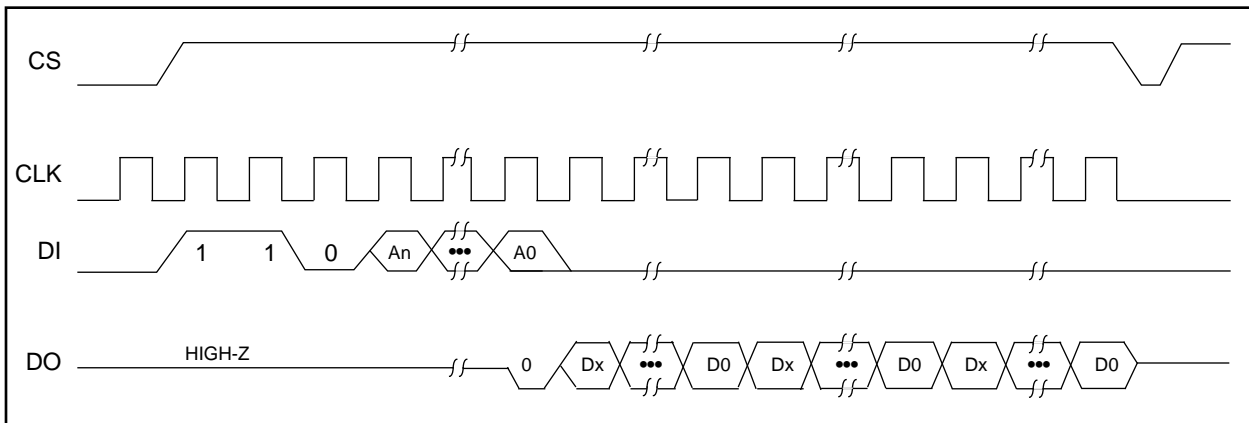 CS
CLK
DI 1 1 0 An ••• A0
DO HIGH-Z 0 Dx ••• D0 Dx ••• D0 Dx ••• D0